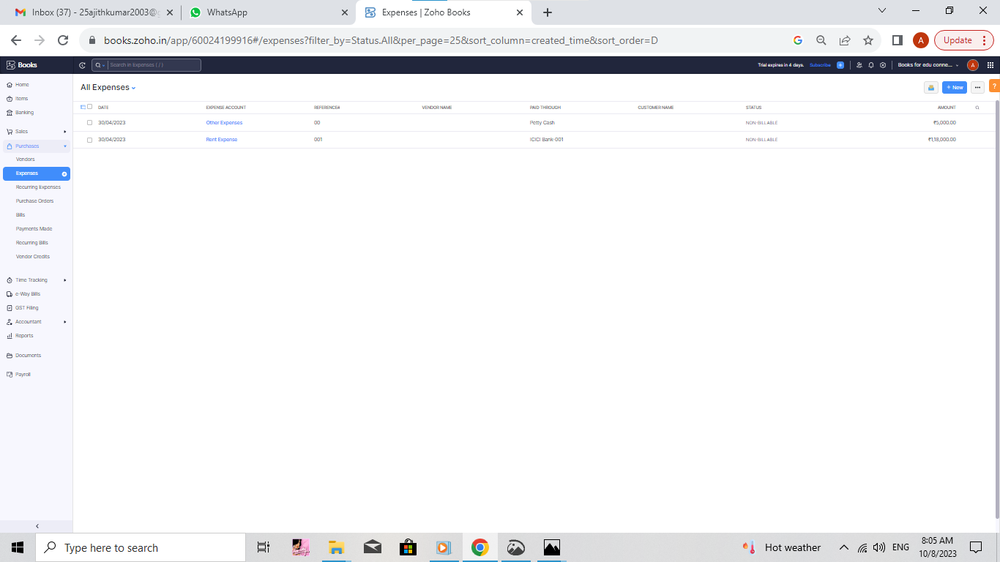 Inbox (37) - 25ajithkumar2003@g
WhatsApp
Expenses | Zoho Books
books.zoho.in/app/60024199916#/expenses?filter_by=Status.All&per_page=25&sort_column=created_time&sort_order=D
A
Update
Books
Search in Expenses ( / )
Trial expires in 4 days.
Subscribe
Books for edu conne...
A
Home
Items
Banking
Sales
Purchases
Vendors
Expenses
Recurring Expenses
Purchase Orders
Bills
Payments Made
Recurring Bills
Vendor Credits
Time Tracking
e-Way Bills
GST Filing
Accountant
Reports
Documents
Payroll
All Expenses
+ New
?
DATE EXPENSE ACCOUNT REFERENCE# VENDOR NAME PAID THROUGH CUSTOMER NAME STATUS AMOUNT
30/04/2023 Other Expenses 00 Petty Cash NON-BILLABLE ₹5,000.00
30/04/2023 Rent Expense 001 ICICI Bank-001 NON-BILLABLE ₹1,18,000.00
Type here to search
Hot weather
ENG
8:05 AM
10/8/2023